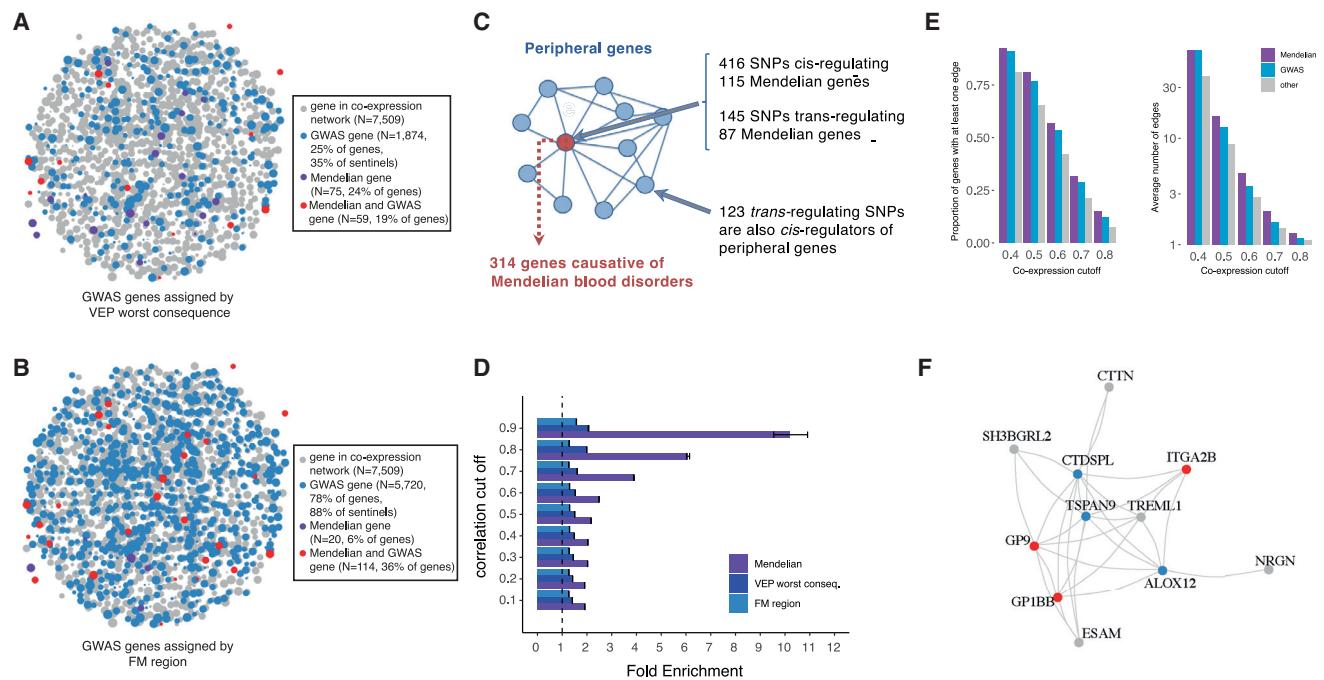 A
gene in co-expression
network (N=7,509)
GWAS gene (N=1,874,
25% of genes,
35% of sentinels)
Mendelian gene
(N=75, 24% of genes)
Mendelian and GWAS
gene (N=59, 19% of genes)
GWAS genes assigned by
VEP worst consequence
B
gene in co-expression
network (N=7,509)
GWAS gene (N=5,720,
78% of genes,
88% of sentinels)
Mendelian gene
(N=20, 6% of genes)
Mendelian and GWAS
gene (N=114, 36% of genes)
GWAS genes assigned by
FM region
C
Peripheral genes
416 SNPs cis-regulating
115 Mendelian genes
145 SNPs trans-regulating
87 Mendelian genes
123 trans-regulating SNPs
are also cis-regulators of
peripheral genes
314 genes causative of
Mendelian blood disorders
D
correlation cut off
0.9
0.8
0.7
0.6
0.5
0.4
0.3
0.2
0.1
Mendelian
VEP worst conseq.
FM region
0 1 2 3 4 5 6 7 8 9 10 11 12
Fold Enrichment
E
Proportion of genes with at least one edge
0.75
0.50
0.25
0.00
0.4 0.5 0.6 0.7 0.8
Co-expression cutoff
Average number of edges
30
10
3
1
0.4 0.5 0.6 0.7 0.8
Co-expression cutoff
Mendelian
GWAS
other
F
CTTN
SH3BGRL2
CTDSPL
ITGA2B
TSPAN9
TREML1
GP9
NRGN
ALOX12
GP1BB
ESAM